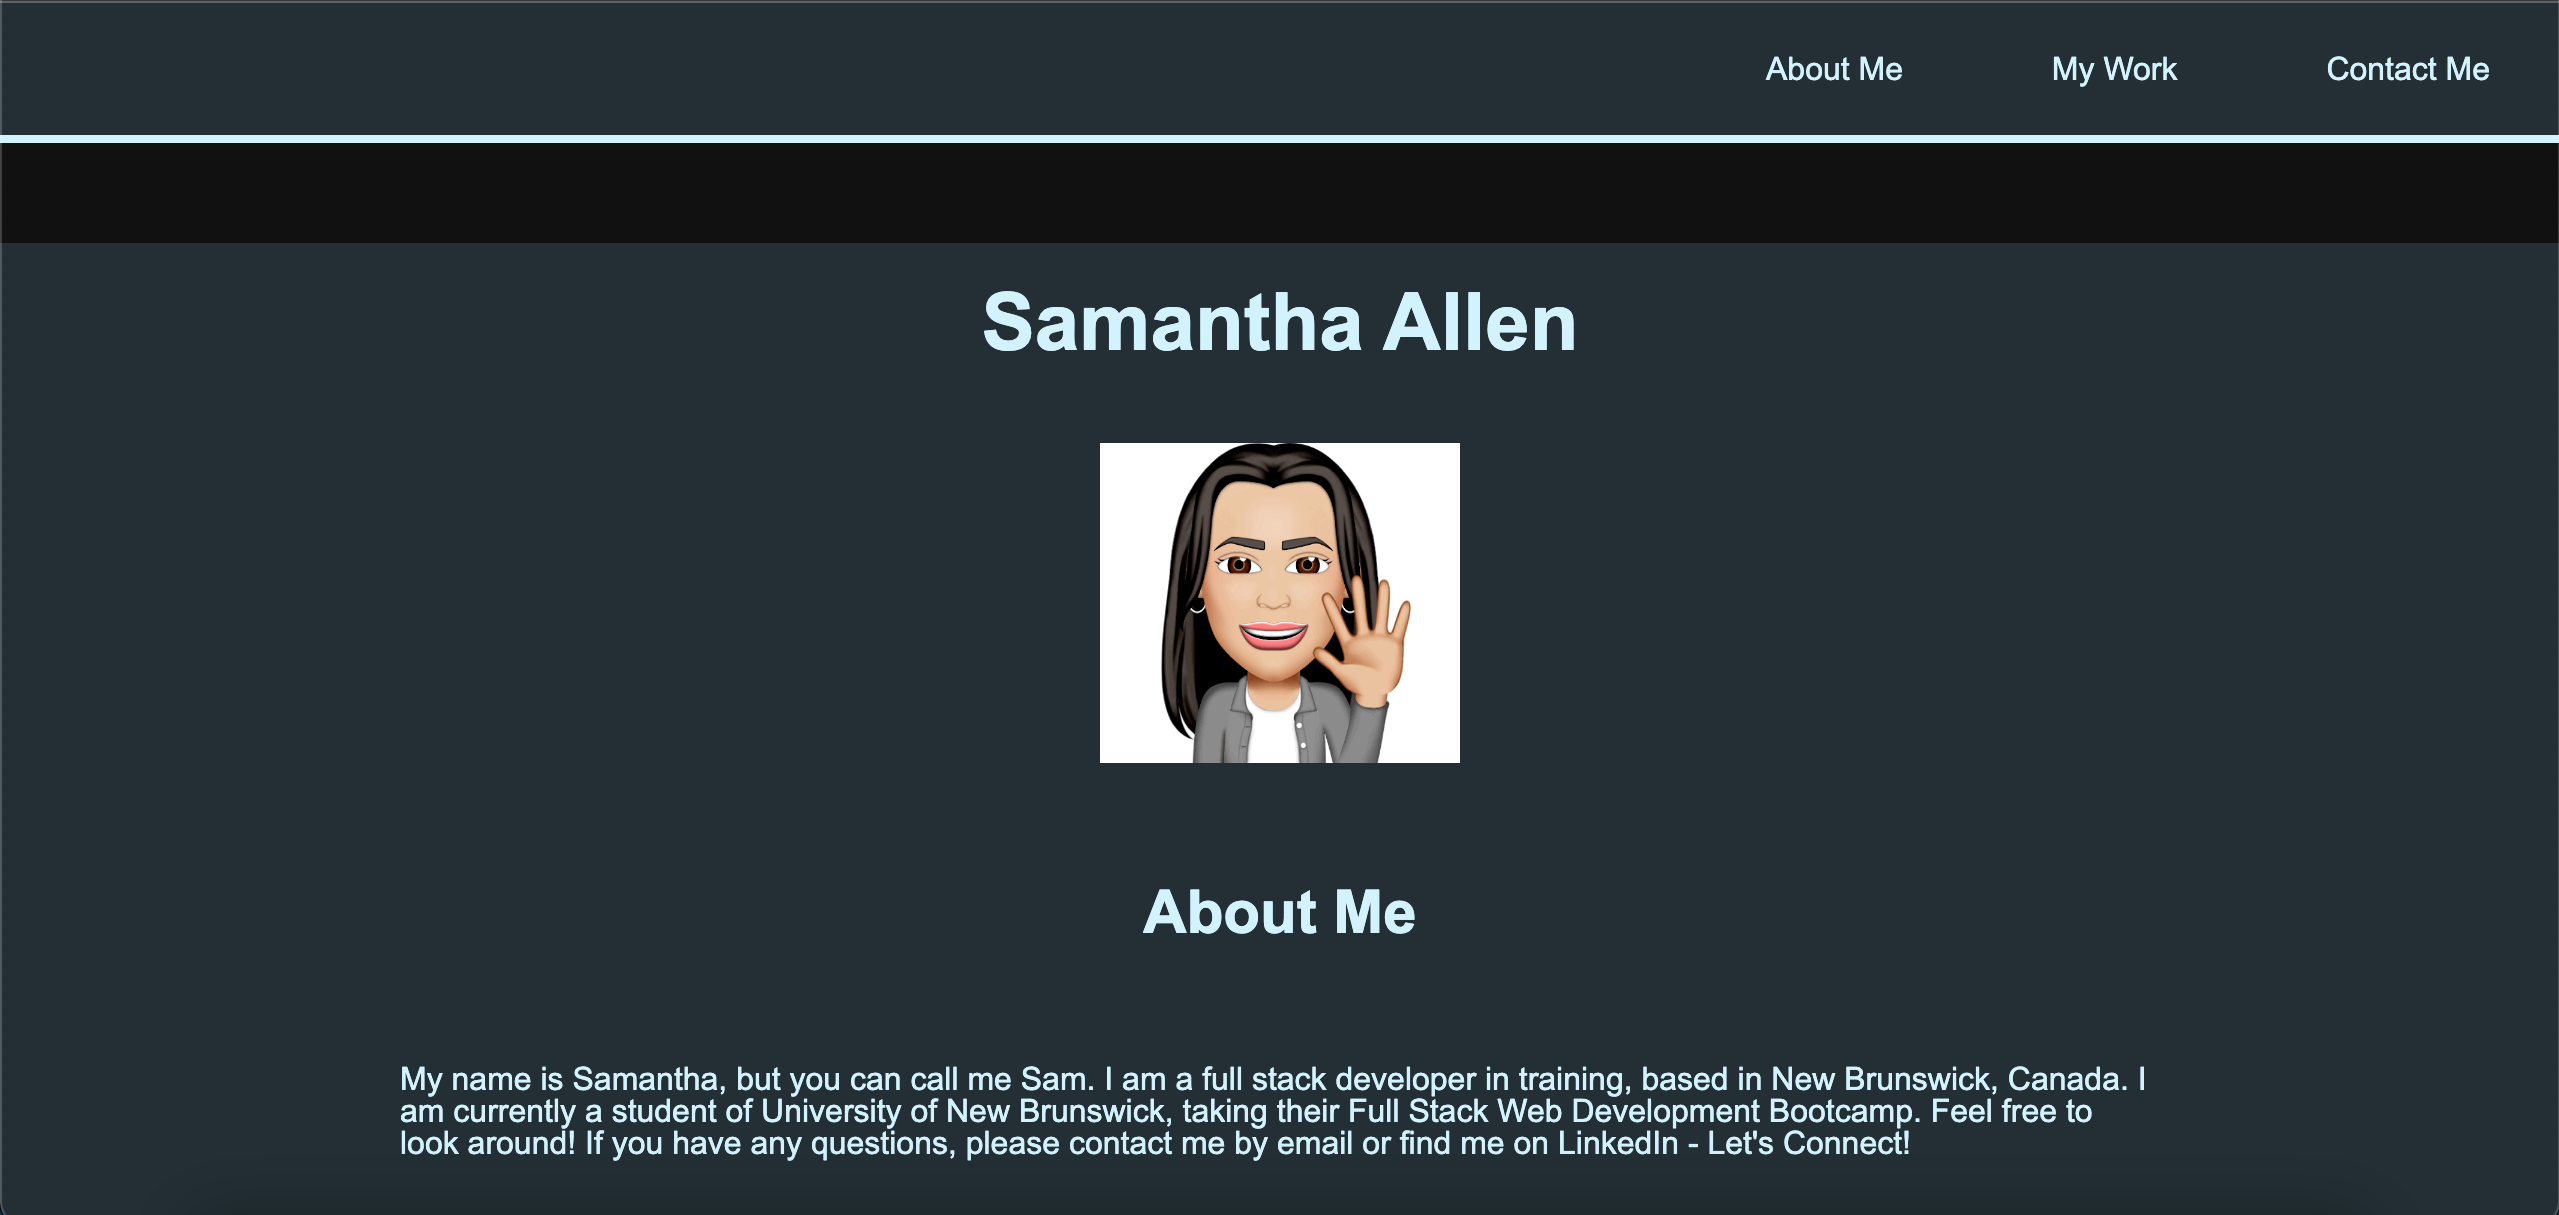 About Me My Work Contact Me
Samantha Allen
About Me
My name is Samantha, but you can call me Sam. I am a full stack developer in training, based in New Brunswick, Canada. I
am currently a student of University of New Brunswick, taking their Full Stack Web Development Bootcamp. Feel free to
look around! If you have any questions, please contact me by email or find me on LinkedIn - Let's Connect!